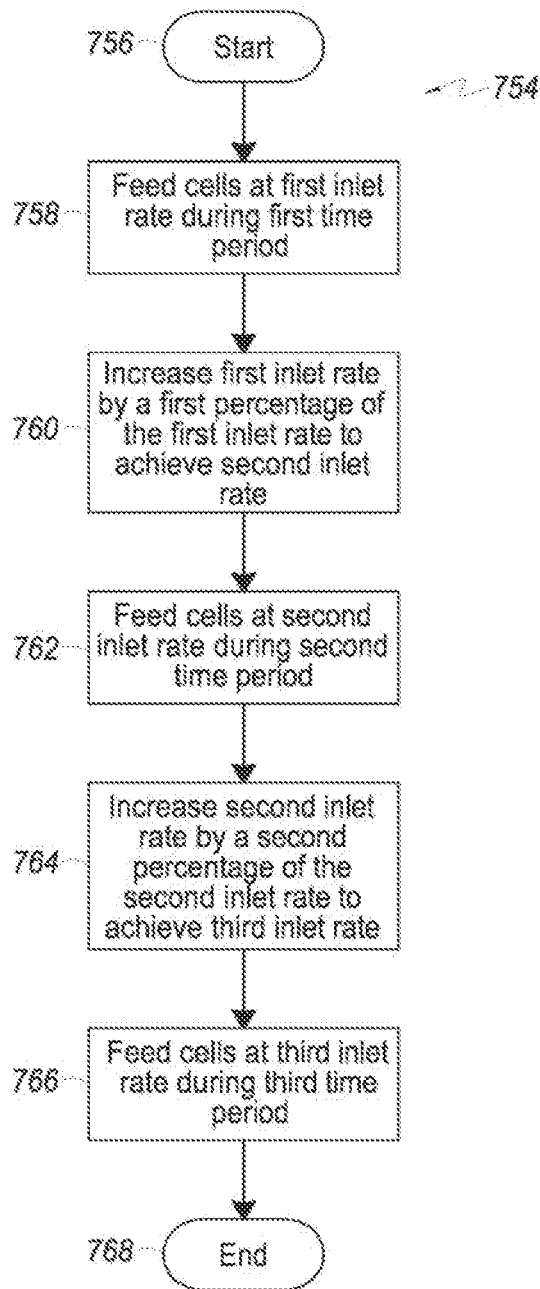 756
Start
754
758
Feed cells at first inlet
rate during first time
period
760
Increase first inlet rate
by a first percentage of
the first inlet rate to
achieve second inlet
rate
762
Feed cells at second
inlet rate during second
time period
764
Increase second inlet
rate by a second
percentage of the
second inlet rate to
achieve third inlet rate
766
Feed cells at third inlet
rate during third time
period
768
End